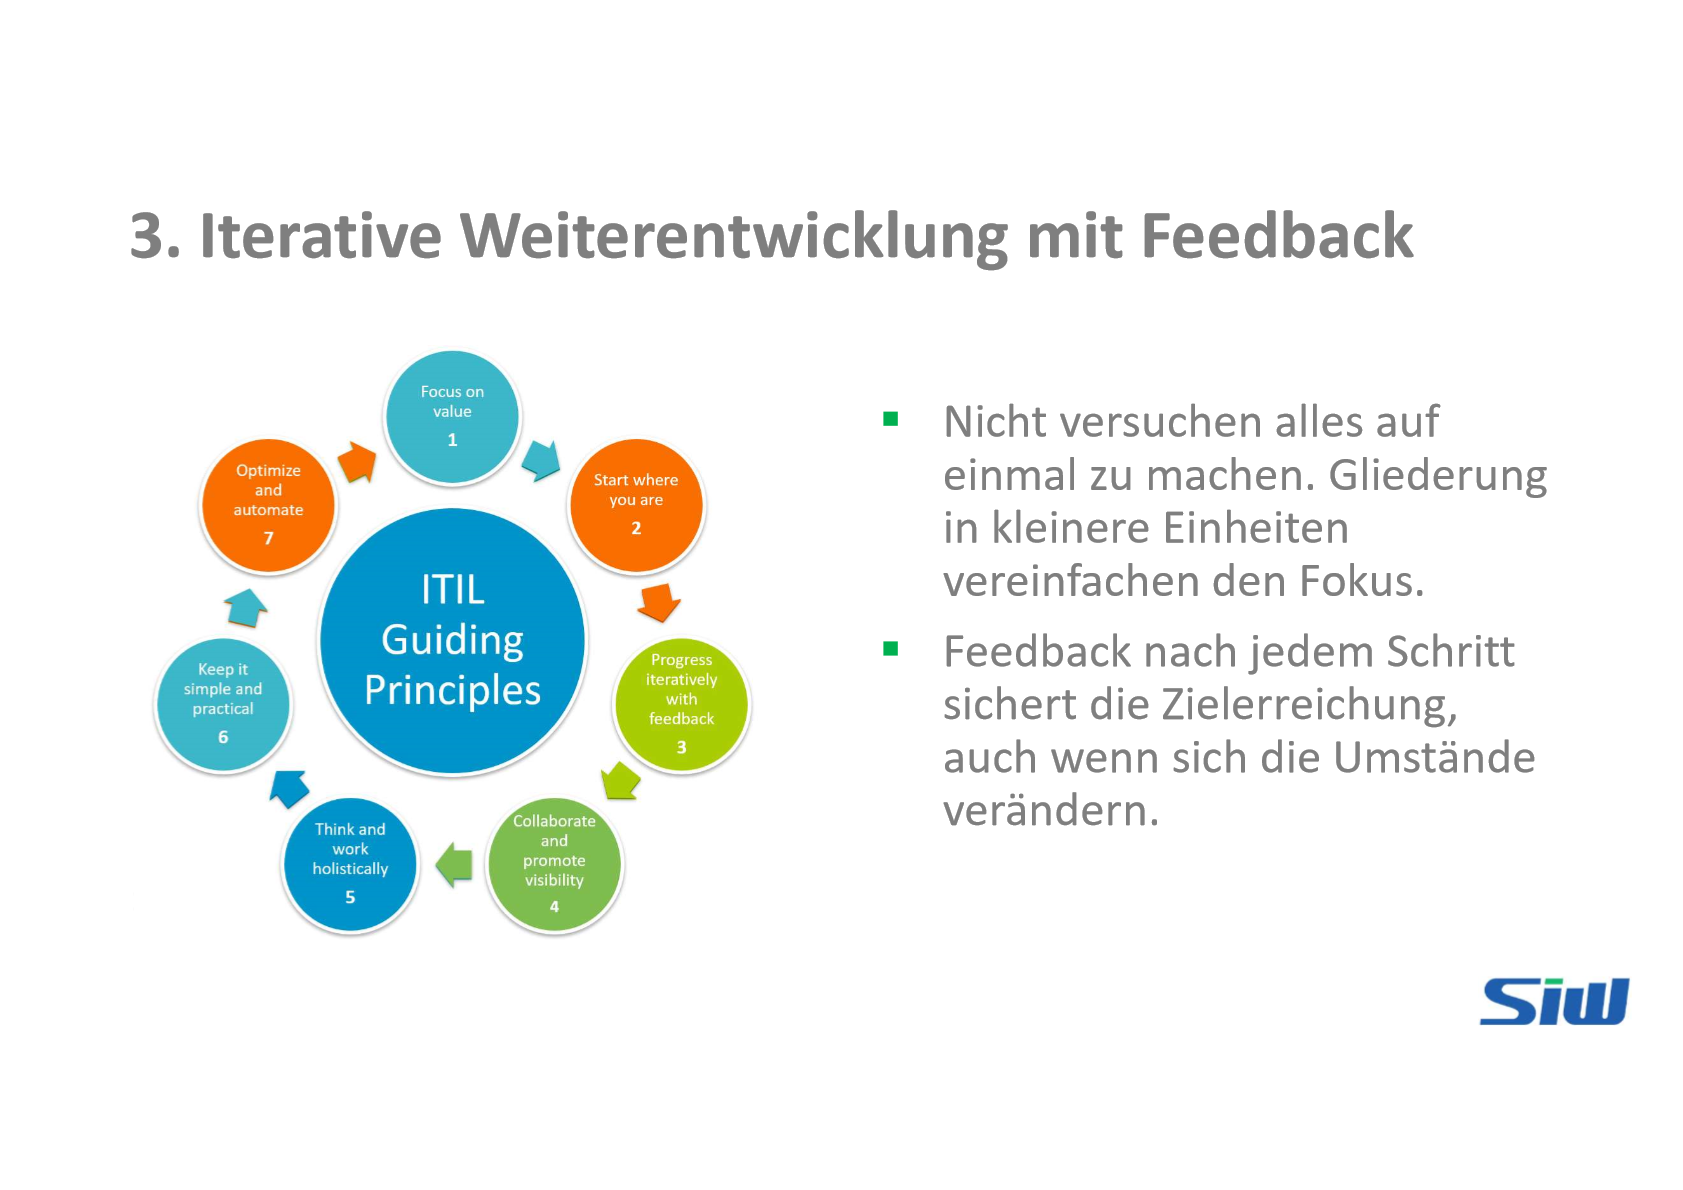 3. Iterative Weiterentwicklung mit Feedback
Focus on
value
1
Start where
you are
2
Progress
iteratively
with
feedback
3
Collaborate
and
promote
visibility
4
Think and
work
holistically
5
Keep it
simple and
practical
6
Optimize
and
automate
7
ITIL
Guiding
Principles
▪ Nicht versuchen alles auf
einmal zu machen. Gliederung
in kleinere Einheiten
vereinfachen den Fokus.
▪ Feedback nach jedem Schritt
sichert die Zielerreichung,
auch wenn sich die Umstände
verändern.
Siw